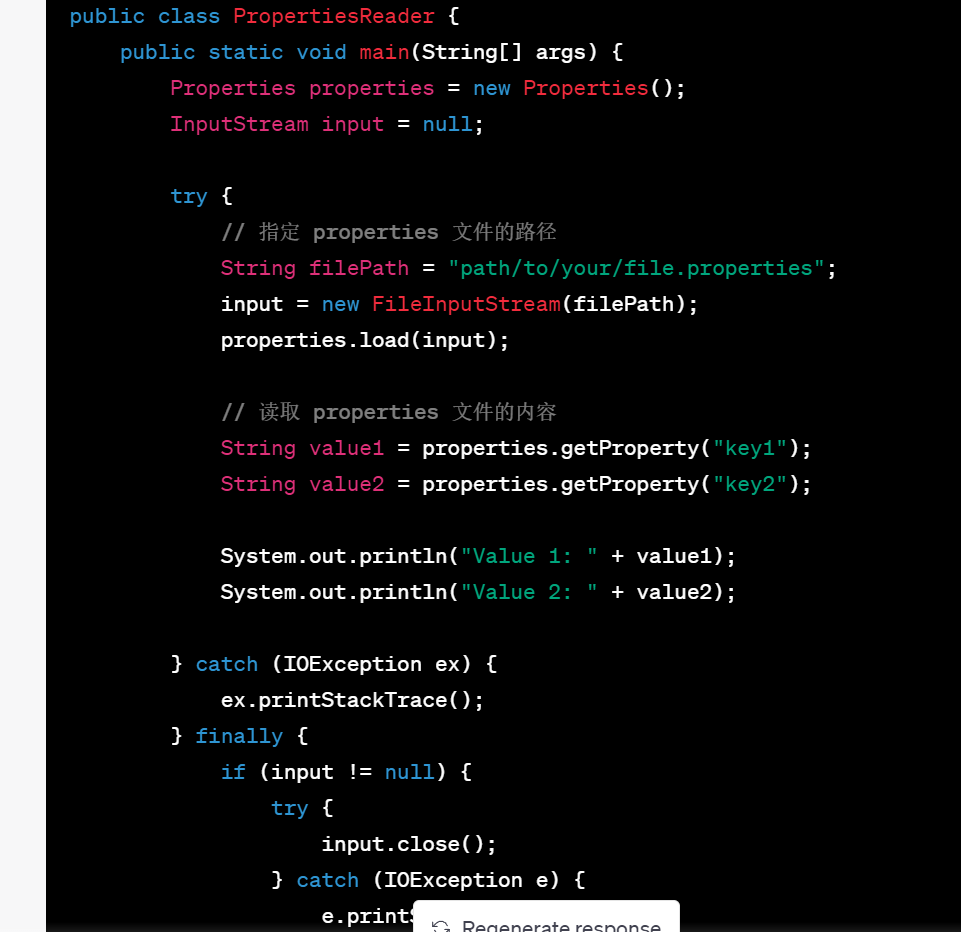 public class PropertiesReader {
public static void main(String[] args) {
Properties properties = new Properties();
InputStream input = null;
try {
// 指定 properties 文件的路径
String filePath = "path/to/your/file.properties";
input = new FileInputStream(filePath);
properties.load(input);
// 读取 properties 文件的内容
String value1 = properties.getProperty("key1");
String value2 = properties.getProperty("key2");
System.out.println("Value 1: " + value1);
System.out.println("Value 2: " + value2);
} catch (IOException ex) {
ex.printStackTrace();
} finally {
if (input != null) {
try {
input.close();
} catch (IOException e) {
Regenerate response